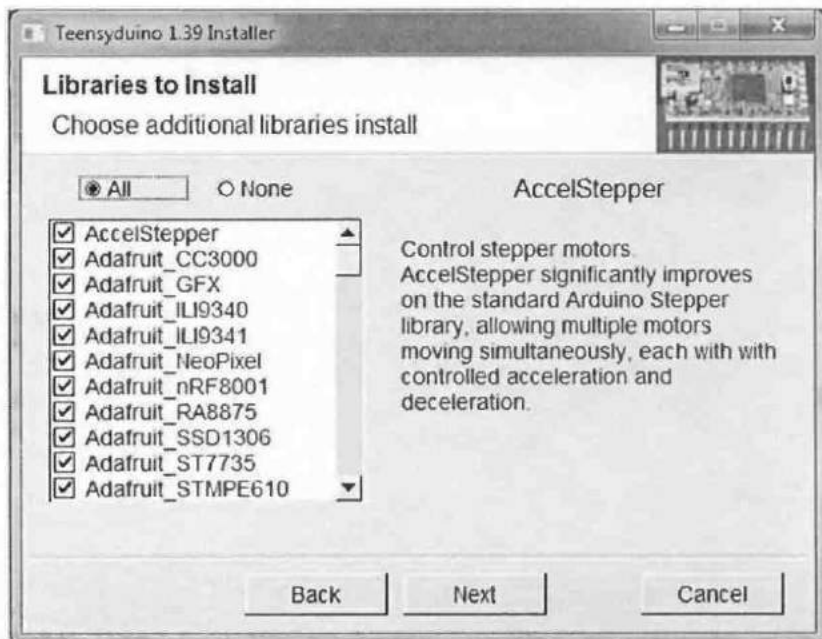 Teensyduino 1.39 Installer
Libraries to Install
Choose additional libraries install
All
None
AccelStepper
Adafruit_CC3000
Adafruit_GFX
Adafruit_ILI9340
Adafruit_ILI9341
Adafruit_NeoPixel
Adafruit_nRF8001
Adafruit_RA8875
Adafruit_SSD1306
Adafruit_ST7735
Adafruit_STMPE610
AccelStepper
Control stepper motors.
AccelStepper significantly improves
on the standard Arduino Stepper
library, allowing multiple motors
moving simultaneously, each with with
controlled acceleration and
deceleration.
Back
Next
Cancel